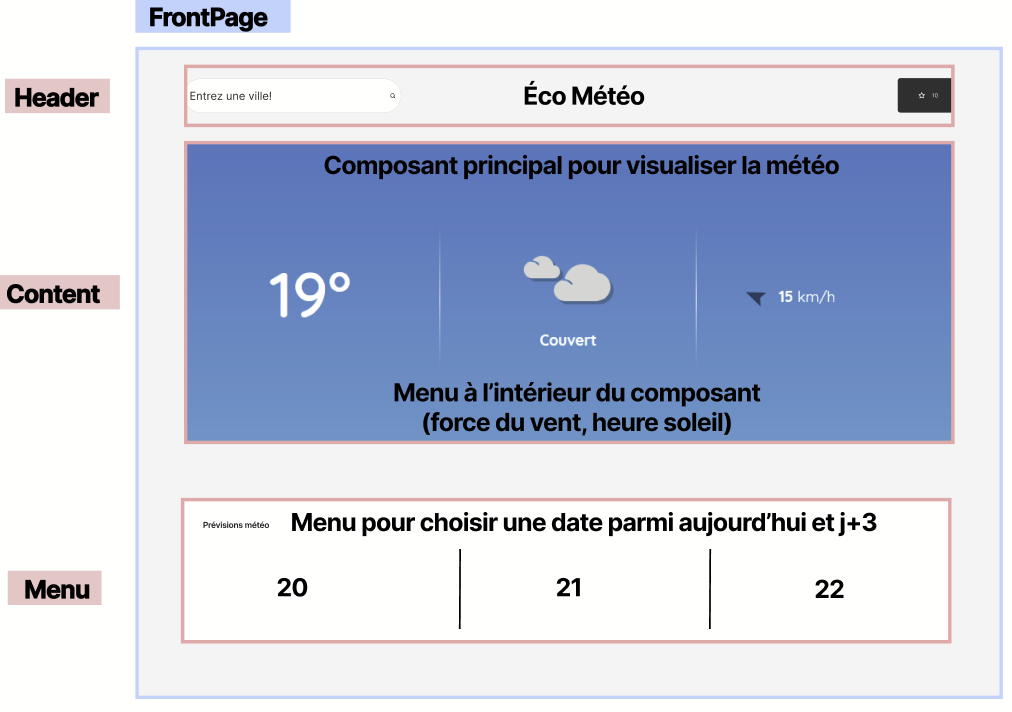 FrontPage
Header
Entrez une ville!
Éco Météo
10
Composant principal pour visualiser la météo
Content
19°
Couvert
15 km/h
Menu à l’intérieur du composant
(force du vent, heure soleil)
Prévisions météo
Menu pour choisir une date parmi aujourd’hui et j+3
Menu
20
21
22